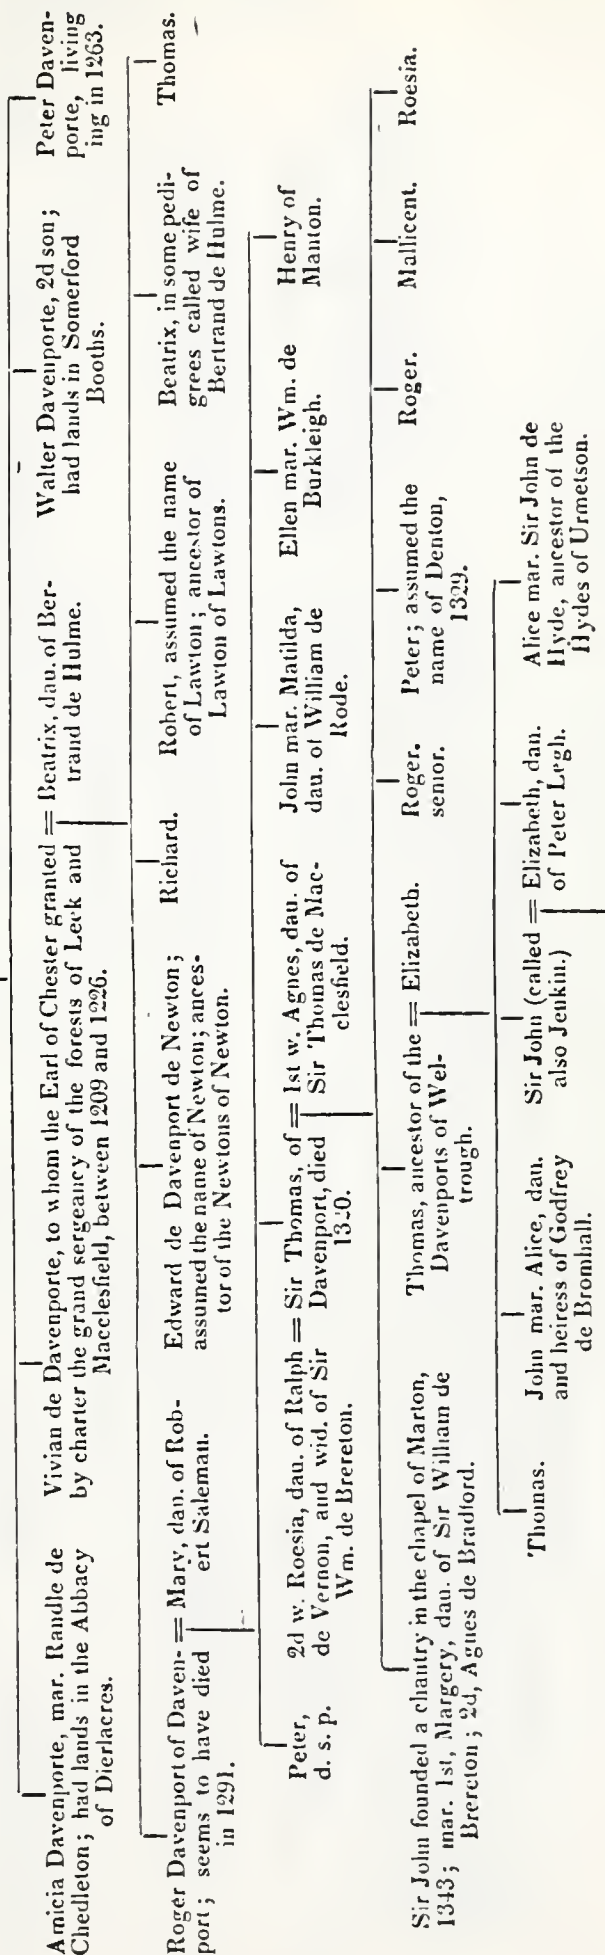 Amicia Davenporte, mar. Randle de
Chedleton; had lands in the Abbacy
of Dierlacres.
Vivian de Davenporte, to whom the Earl of Chester granted = Beatrix, dau. of Ber-
by charter the grand sergeancy of the forests of Leek and trand de Hulme.
Macclesfield, between 1209 and 1226.
Walter Davenporte, 2d son;
had lands in Somerford
Booths.
Peter Daven-
porte, living
ing in 1263.
Roger Davenport of Daven- = Mary, dau. of Rob-
port; seems to have died ert Saleman.
in 1291.
Edward de Davenport de Newton;
assumed the name of Newton; ances-
tor of the Newtons of Newton.
Richard.
Robert, assumed the name
of Lawton; ancestor of
Lawton of Lawtons.
Beatrix, in some pedi-
grees called wife of
Bertrand de Hulme.
Thomas.
Peter,
d. s. p.
2d w. Roesia, dau. of Ralph = Sir Thomas, of = 1st w. Agnes, dau. of
de Vernon, and wid. of Sir Davenport, died Sir Thomas de Mac-
Wm. de Brereton. 1320. clesfield.
John mar. Matilda,
dau. of William de
Rode.
Ellen mar. Wm. de
Burkleigh.
Henry of
Manton.
Sir John founded a chantry in the chapel of Marton,
1343; mar. 1st, Margery, dau. of Sir William de
Brereton; 2d, Agnes de Bradford.
Thomas, ancestor of the = Elizabeth.
Davenports of Wel-
trough.
Roger.
senior.
Peter; assumed the
name of Denton,
1329.
Roger.
Mallicent.
Roesia.
Thomas.
John mar. Alice, dau.
and heiress of Godfrey
de Bromhall.
Sir John (called = Elizabeth, dau.
also Jenkin.) of Peter Legh.
Alice mar. Sir John de
Hyde, ancestor of the
Hydes of Urmetson.